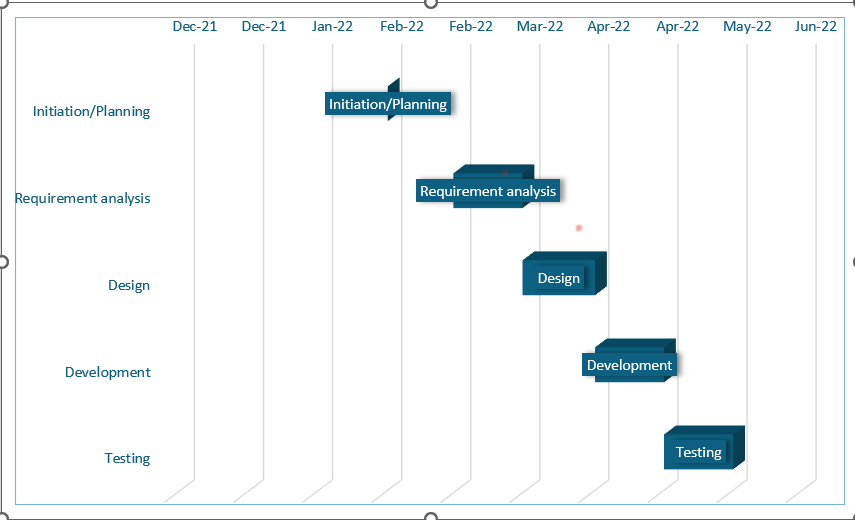 Dec-21 Dec-21 Jan-22 Feb-22 Feb-22 Mar-22 Apr-22 Apr-22 May-22 Jun-22
Initiation/Planning Initiation/Planning
Requirement analysis Requirement analysis
Design Design
Development Development
Testing Testing